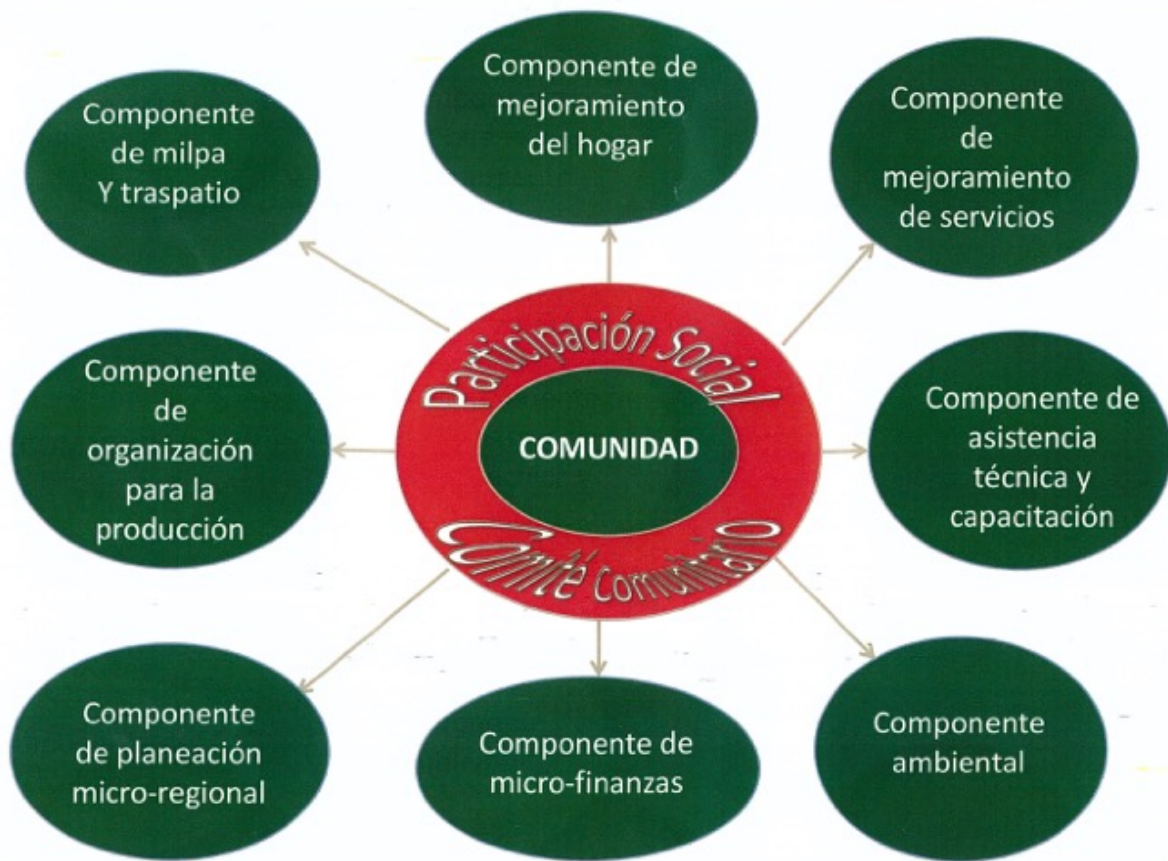 Componente de
mejoramiento
del hogar
Componente
de milpa
Y traspatio
Componente
de
mejoramiento
de servicios
Participación Social
COMUNIDAD
Comité Comunitario
Componente
de
organización
para la
producción
Componente de
asistencia
técnica y
capacitación
Componente
de planeación
micro-regional
Componente de
micro-finanzas
Componente
ambiental